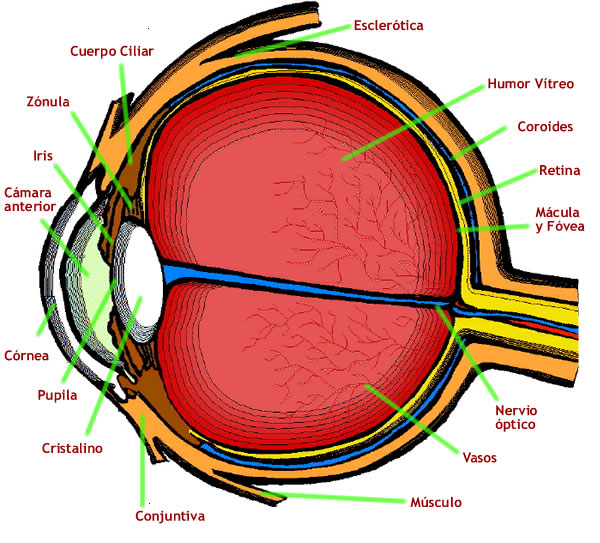 Esclerótica
Cuerpo Ciliar
Humor Vítreo
Zónula
Coroides
Iris
Retina
Cámara
anterior
Mácula
y Fóvea
Córnea
Pupila
Nervio
óptico
Cristalino
Vasos
Músculo
Conjuntiva